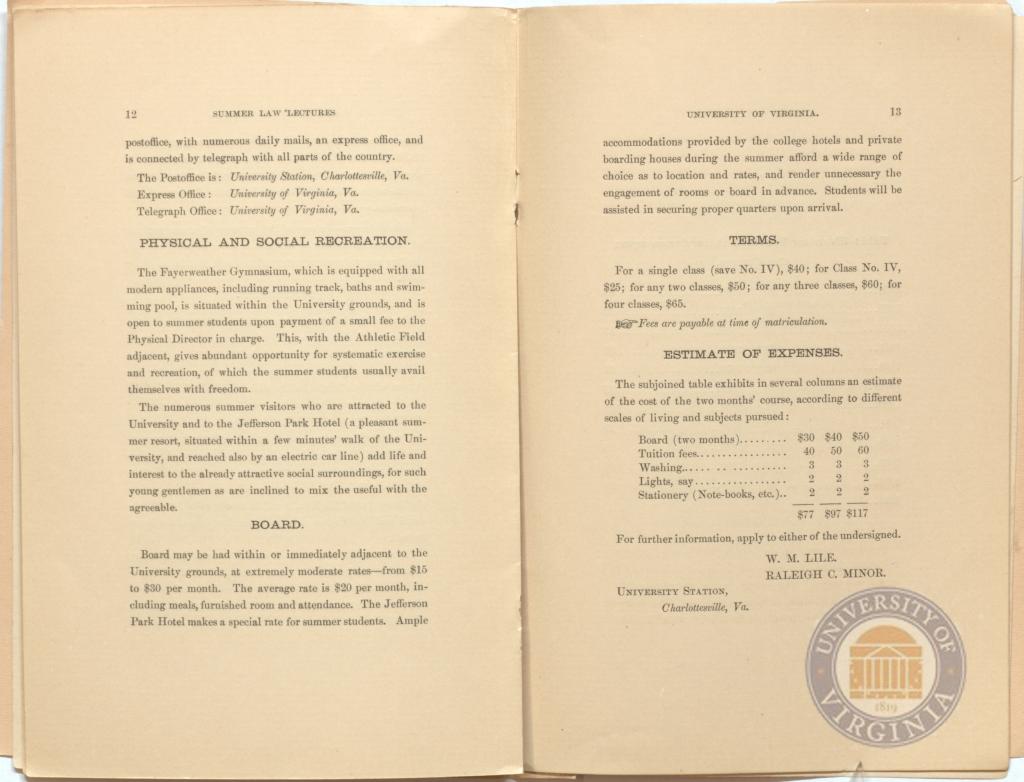 12 SUMMER LAW LECTURES
postoffice, with numerous daily mails, an express office, and
is connected by telegraph with all parts of the country.
The Postoffice is: University Station, Charlottesville, Va.
Express Office: University of Virginia, Va.
Telegraph Office: University of Virginia, Va.
PHYSICAL AND SOCIAL RECREATION.
The Fayerweather Gymnasium, which is equipped with all
modern appliances, including running track, baths and swim-
ming pool, is situated within the University grounds, and is
open to summer students upon payment of a small fee to the
Physical Director in charge. This, with the Athletic Field
adjacent, gives abundant opportunity for systematic exercise
and recreation, of which the summer students usually avail
themselves with freedom.
The numerous summer visitors who are attracted to the
University and to the Jefferson Park Hotel (a pleasant sum-
mer resort, situated within a few minutes' walk of the Uni-
versity, and reached also by an electric car line) add life and
interest to the already attractive social surroundings, for such
young gentlemen as are inclined to mix the useful with the
agreeable.
BOARD.
Board may be had within or immediately adjacent to the
University grounds, at extremely moderate rates—from $15
to $30 per month. The average rate is $20 per month, in-
cluding meals, furnished room and attendance. The Jefferson
Park Hotel makes a special rate for summer students. Ample
UNIVERSITY OF VIRGINIA. 13
accommodations provided by the college hotels and private
boarding houses during the summer afford a wide range of
choice as to location and rates, and render unnecessary the
engagement of rooms or board in advance. Students will be
assisted in securing proper quarters upon arrival.
TERMS.
For a single class (save No. IV), $40; for Class No. IV,
$25; for any two classes, $50; for any three classes, $60; for
four classes, $65.
☞Fees are payable at time of matriculation.
ESTIMATE OF EXPENSES.
The subjoined table exhibits in several columns an estimate
of the cost of the two months' course, according to different
scales of living and subjects pursued:
Board (two months)......... $30 $40 $50
Tuition fees................ 40 50 60
Washing.................... 3 3 3
Lights, say................. 2 2 2
Stationery (Note-books, etc.).. 2 2 2
$77 $97 $117
For further information, apply to either of the undersigned.
W. M. LILE.
RALEIGH C. MINOR.
UNIVERSITY STATION,
Charlottesville, Va.
UNIVERSITY OF VIRGINIA
1819